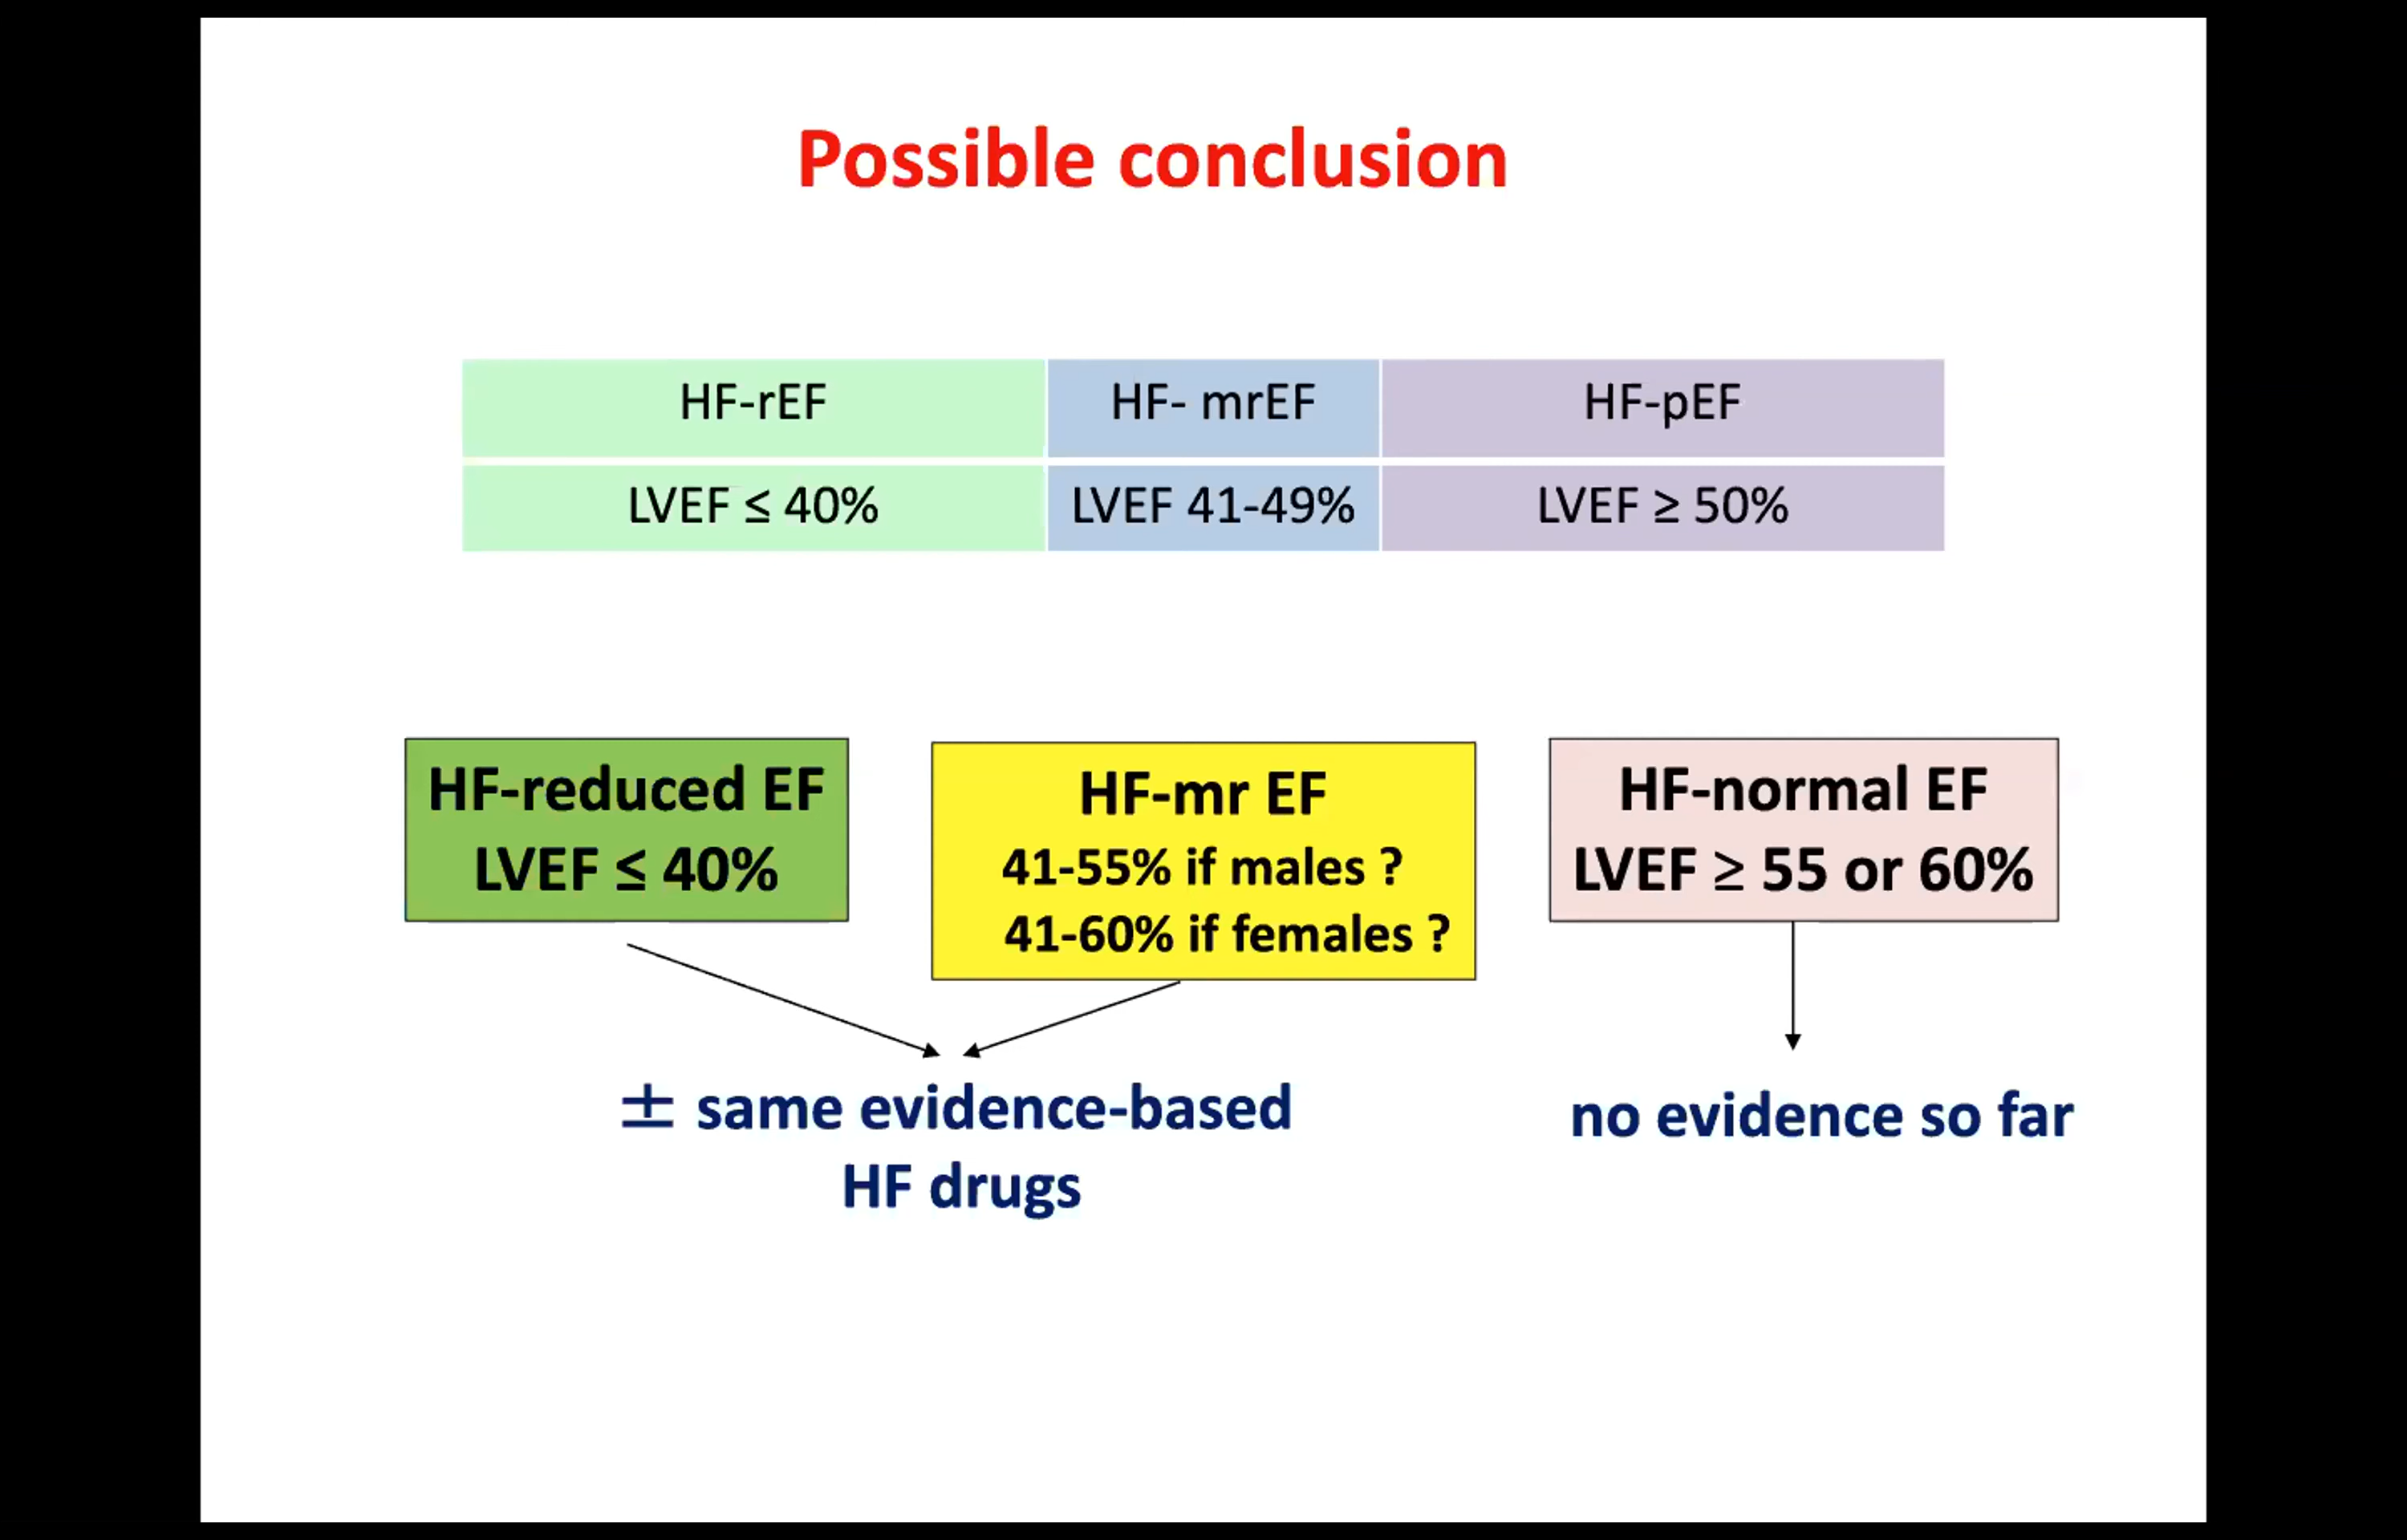 Possible conclusion
HF-rEF
HF- mrEF
HF-pEF
LVEF ≤ 40%
LVEF 41-49%
LVEF ≥ 50%
HF-reduced EF
LVEF ≤ 40%
HF-mr EF
41-55% if males ?
41-60% if females ?
HF-normal EF
LVEF ≥ 55 or 60%
± same evidence-based
HF drugs
no evidence so far